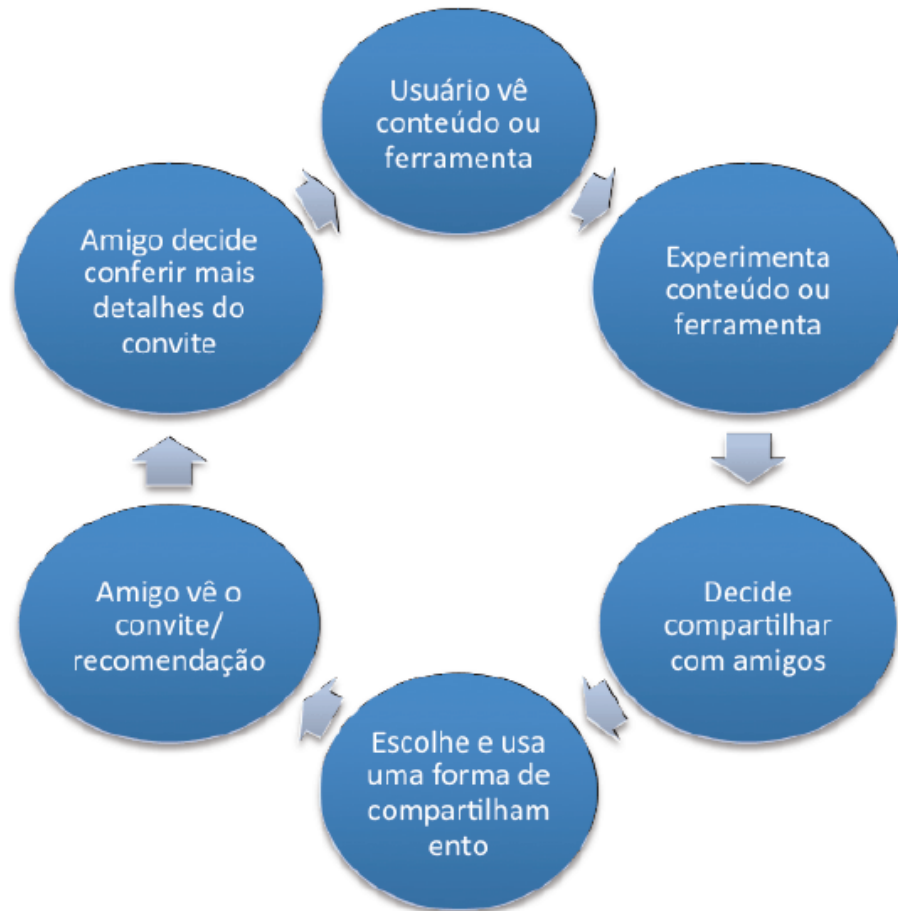 Usuário vê
conteúdo ou
ferramenta
Experimenta
conteúdo ou
ferramenta
Decide
compartilhar
com amigos
Escolhe e usa
uma forma de
compartilham
ento
Amigo vê o
convite/
recomendação
Amigo decide
conferir mais
detalhes do
convite